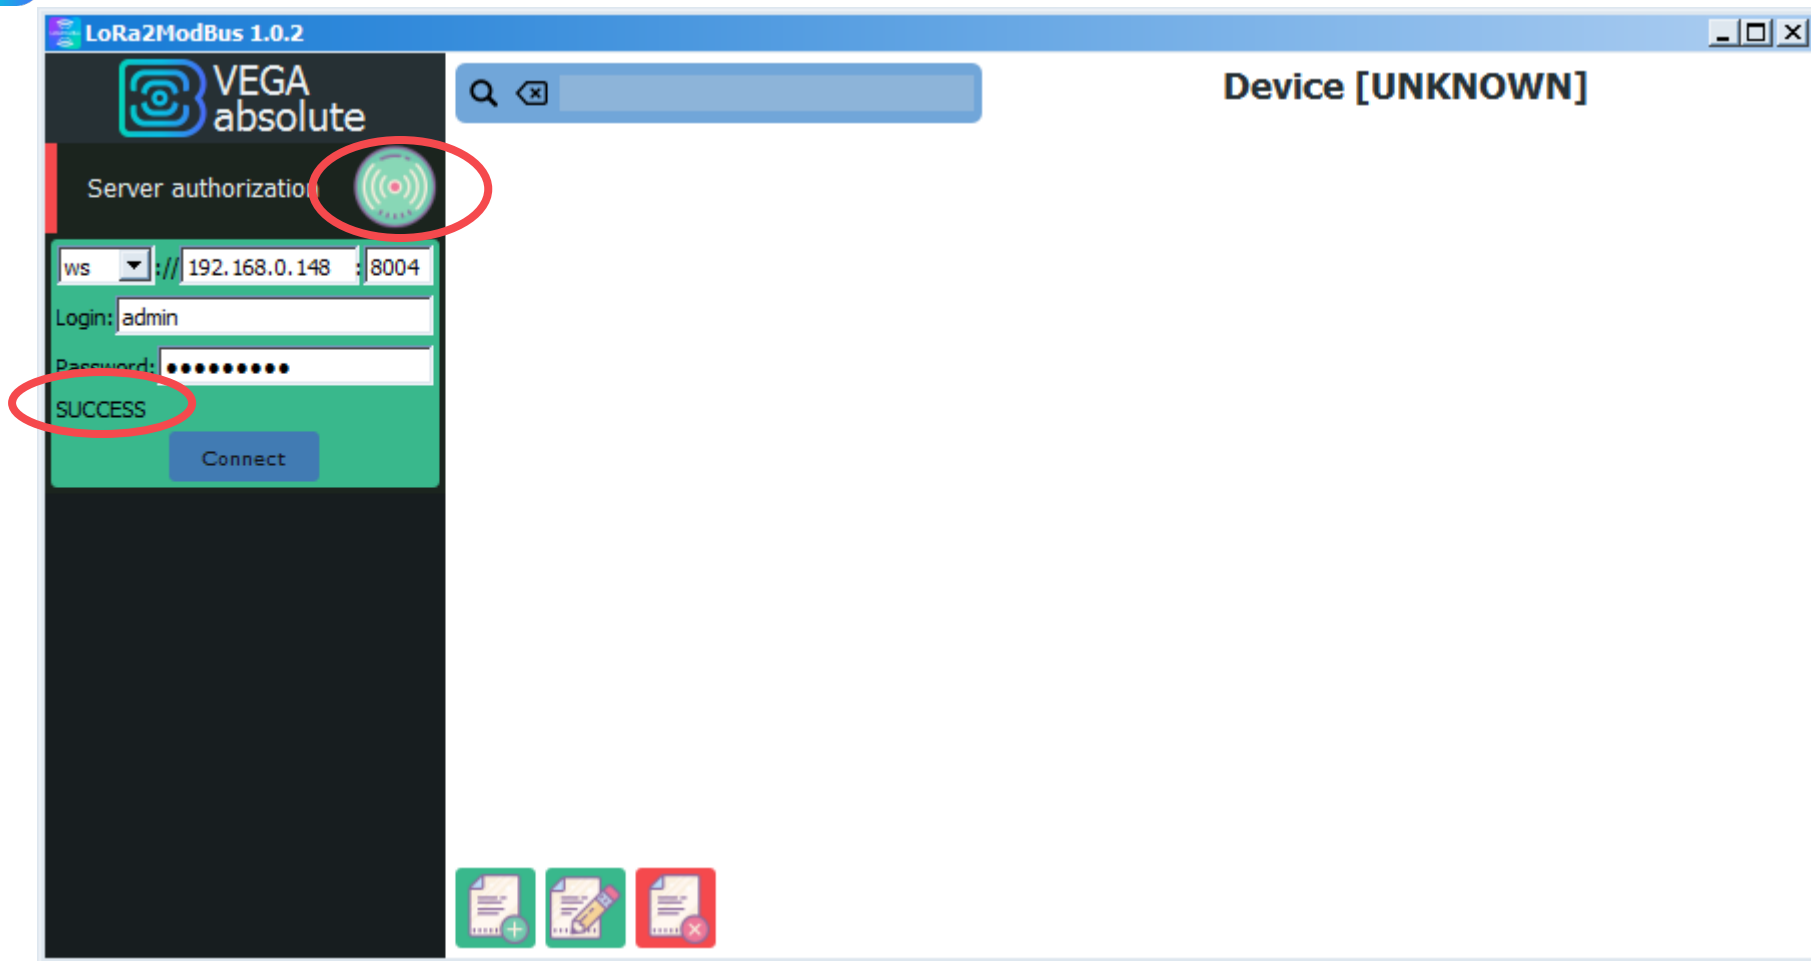 LoRa2ModBus 1.0.2
VEGA
absolute
Device [UNKNOWN]
Server authorization
ws :// 192.168.0.148 : 8004
Login: admin
Password: •••••••••
SUCCESS
Connect